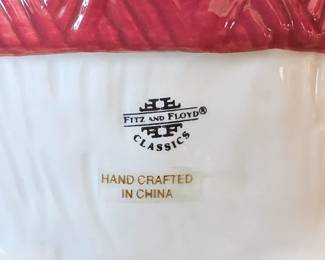 FITZ AND FLOYD®
CLASSICS
HAND CRAFTED
IN CHINA